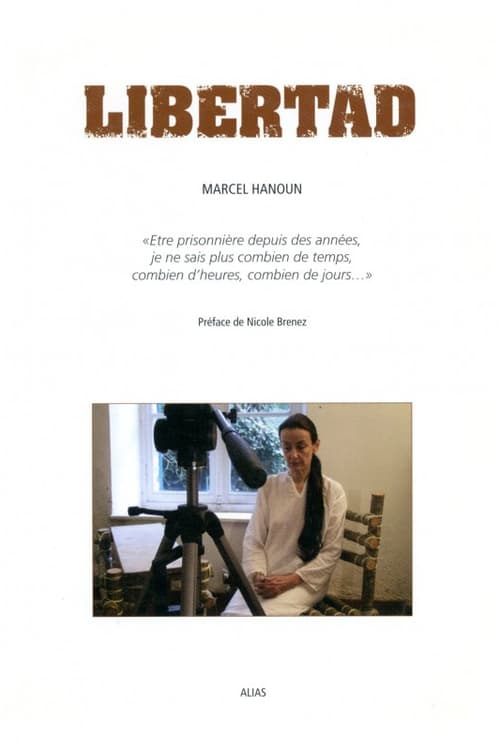 LIBERTAD
MARCEL HANOUN
«Etre prisonnière depuis des années,
je ne sais plus combien de temps,
combien d'heures, combien de jours...»
Préface de Nicole Brenez
ALIAS